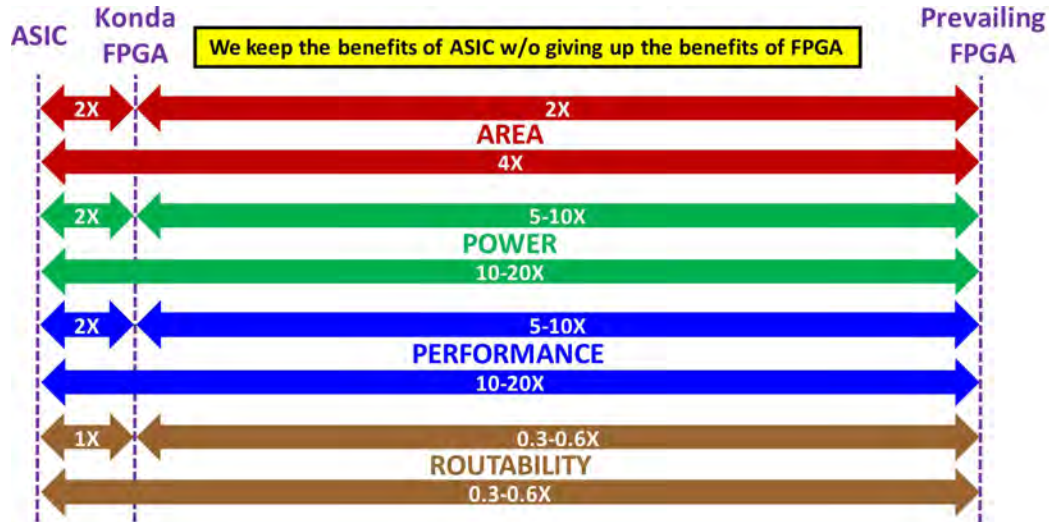 ASIC
Konda
FPGA
We keep the benefits of ASIC w/o giving up the benefits of FPGA
Prevailing
FPGA
2X 2X
AREA
4X
2X 5-10X
POWER
10-20X
2X 5-10X
PERFORMANCE
10-20X
1X 0.3-0.6X
ROUTABILITY
0.3-0.6X